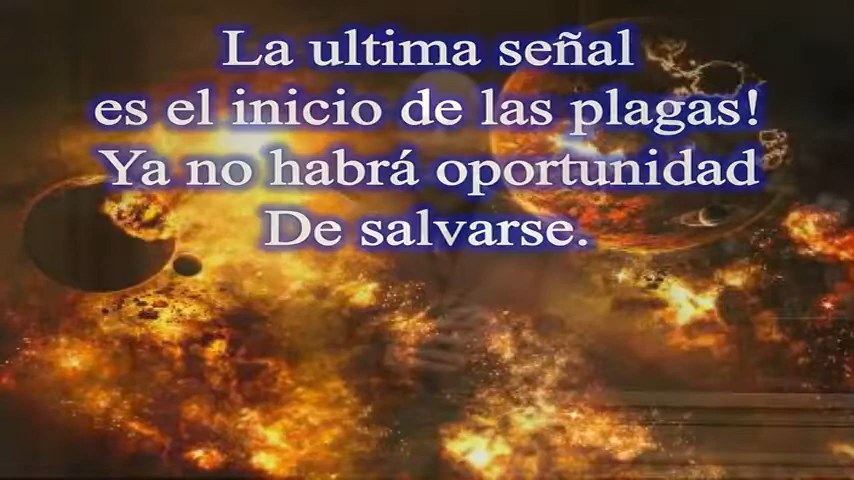 La ultima señal
es el inicio de las plagas!
Ya no habrá oportunidad
De salvarse.